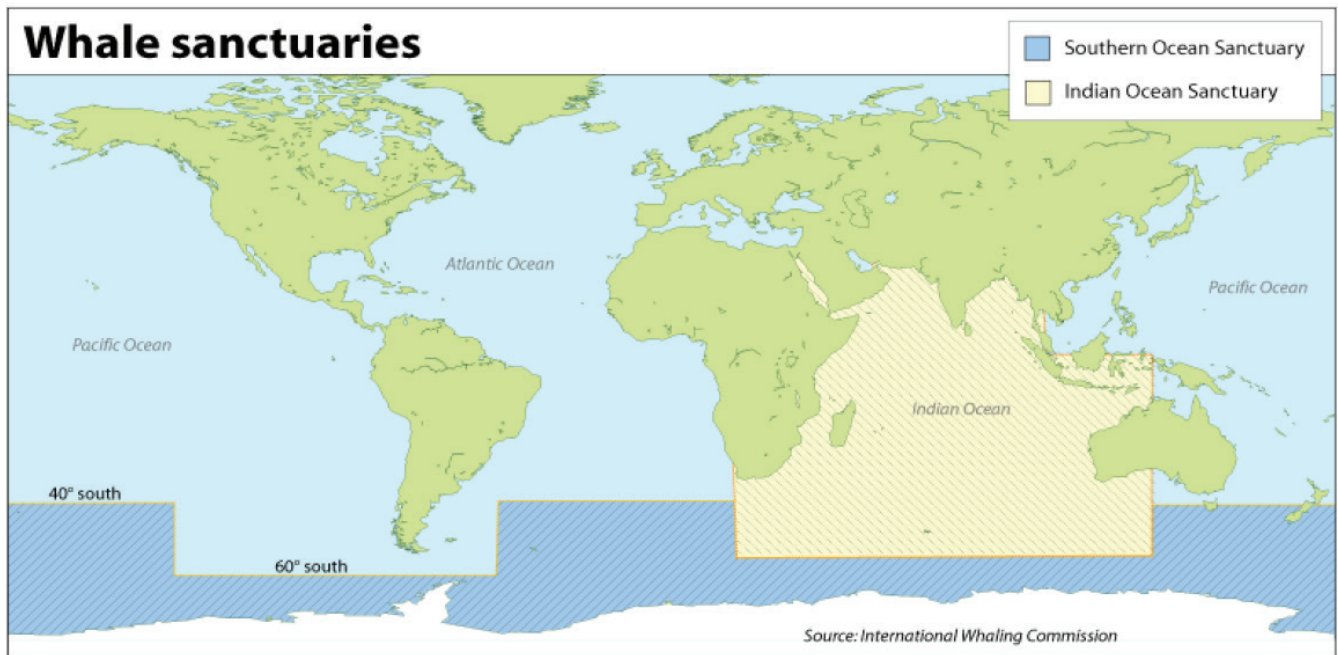 Whale sanctuaries
Southern Ocean Sanctuary
Indian Ocean Sanctuary
Atlantic Ocean
Pacific Ocean
Pacific Ocean
Indian Ocean
40° south
60° south
Source: International Whaling Commission